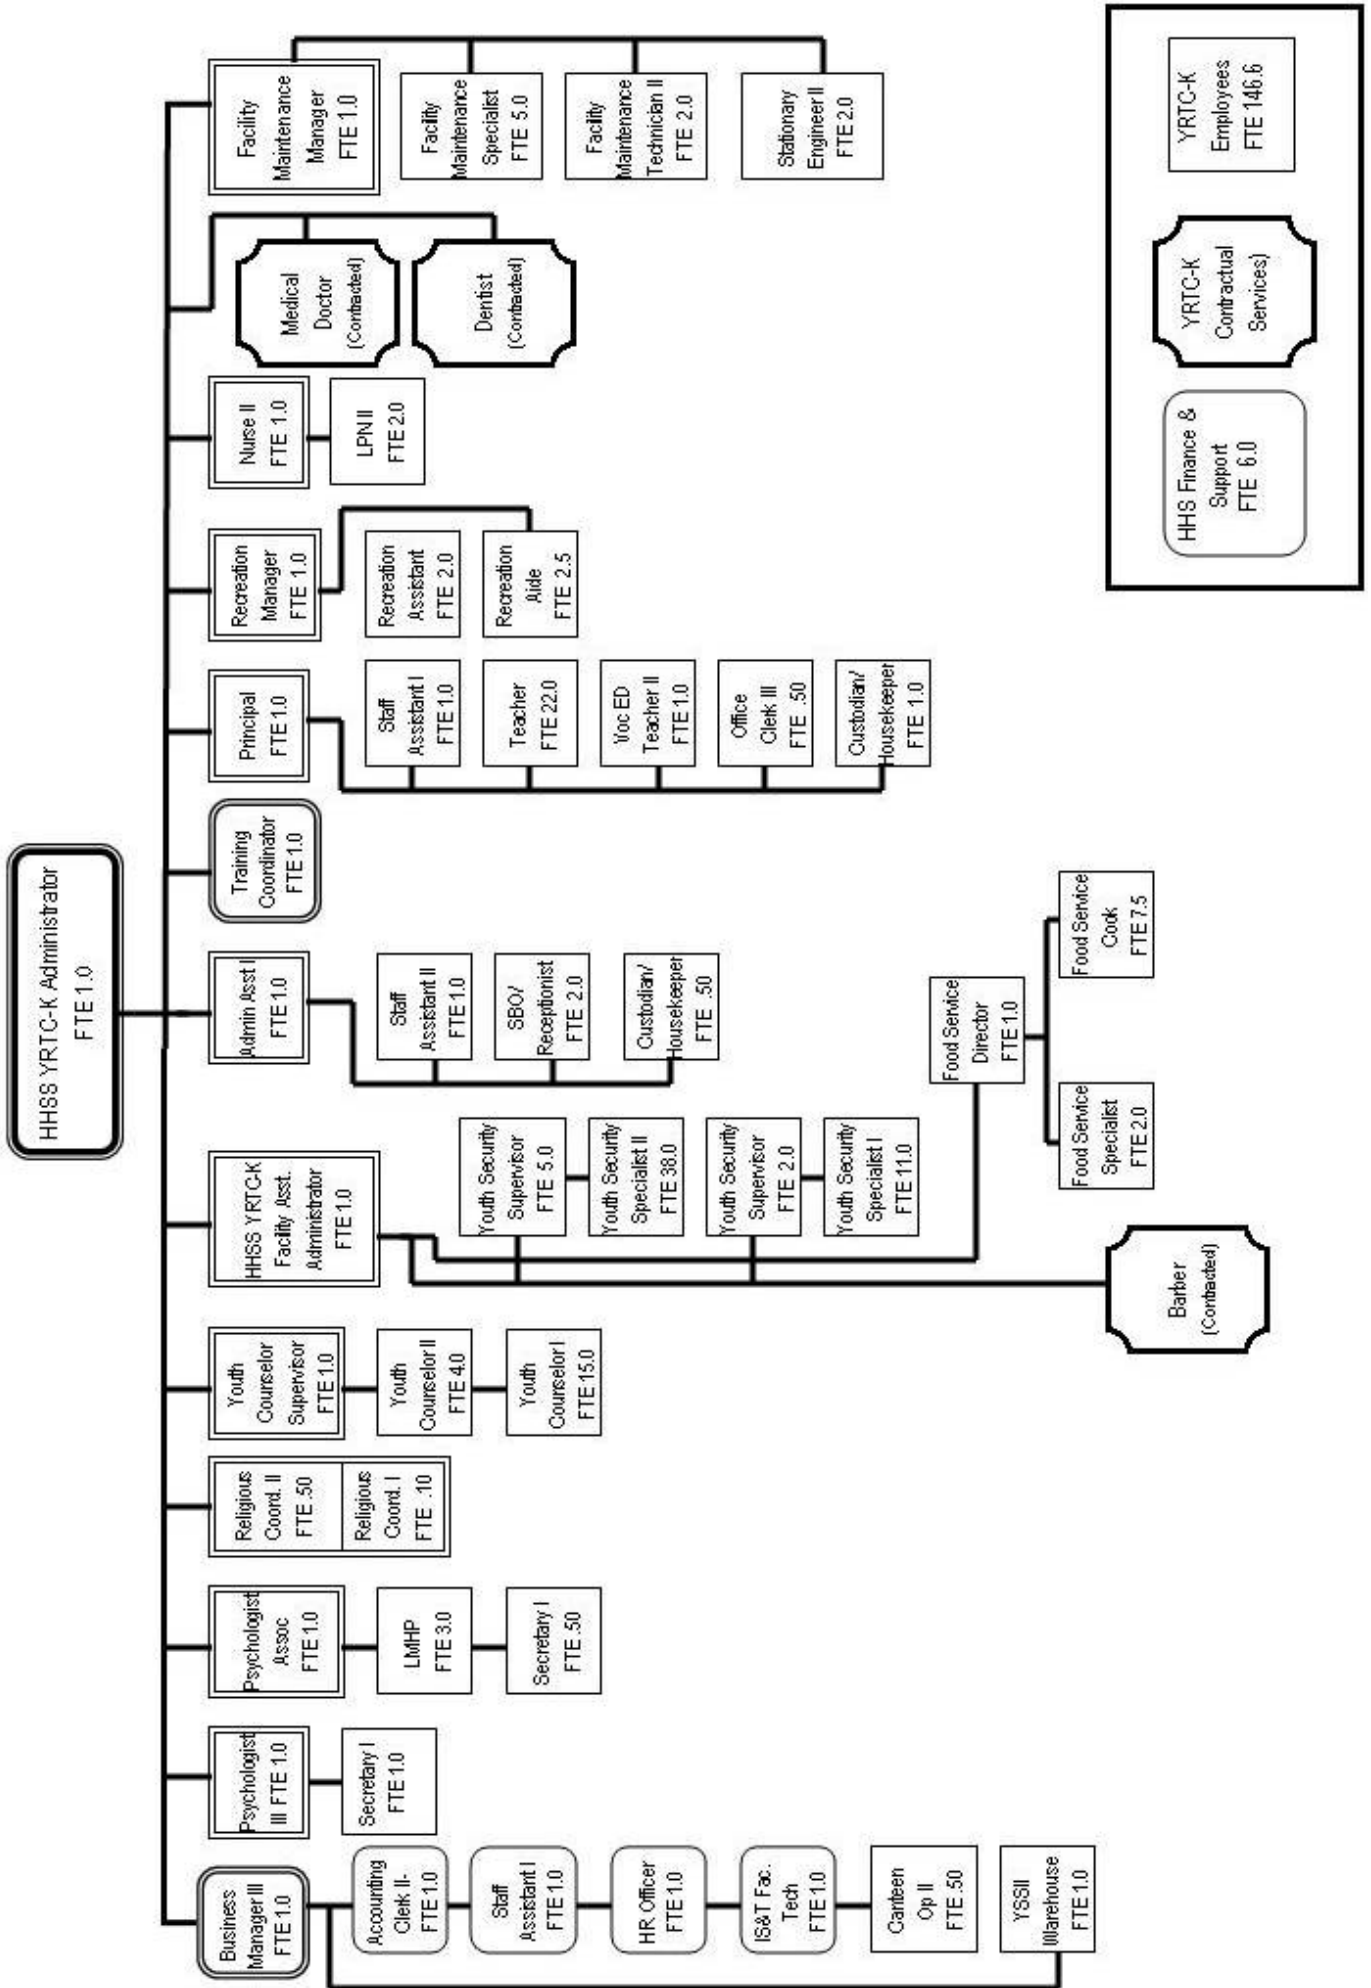 HHSS YRTC-K Administrator
FTE 1.0
Business
Manager III
FTE 1.0
Accounting
Clerk II-
FTE 1.0
Staff
Assistant I
FTE 1.0
HR Officer
FTE 1.0
IS&T Fac.
Tech
FTE 1.0
Canteen
Op II
FTE .50
YSSII
Warehouse
FTE 1.0
Psychologist
III FTE 1.0
Secretary I
FTE 1.0
Psychologist
Assoc
FTE 1.0
LMHP
FTE 3.0
Secretary I
FTE .50
Religious
Coord. II
FTE .50
Religious
Coord. I
FTE .10
Youth
Counselor
Supervisor
FTE 1.0
Youth
Counselor II
FTE 4.0
Youth
Counselor I
FTE 15.0
HHSS YRTC-K
Facility Asst.
Administrator
FTE 1.0
Youth Security
Supervisor
FTE 5.0
Youth Security
Specialist II
FTE 38.0
Youth Security
Supervisor
FTE 2.0
Youth Security
Specialist I
FTE 11.0
Barber
(Contracted)
Food Service
Director
FTE 1.0
Food Service
Specialist
FTE 2.0
Food Service
Cook
FTE 7.5
Admin Asst I
FTE 1.0
Staff
Assistant II
FTE 1.0
SBO/
Receptionist
FTE 2.0
Custodian/
Housekeeper
FTE .50
Training
Coordinator
FTE 1.0
Principal
FTE 1.0
Staff
Assistant I
FTE 1.0
Teacher
FTE 22.0
Voc ED
Teacher II
FTE 1.0
Office
Clerk III
FTE .50
Custodian/
Housekeeper
FTE 1.0
Recreation
Manager
FTE 1.0
Recreation
Assistant
FTE 2.0
Recreation
Aide
FTE 2.5
Nurse II
FTE 1.0
LPN II
FTE 2.0
Medical
Doctor
(Contracted)
Dentist
(Contracted)
Facility
Maintenance
Manager
FTE 1.0
Facility
Maintenance
Specialist
FTE 5.0
Facility
Maintenance
Technician II
FTE 2.0
Stationary
Engineer II
FTE 2.0
HHS Finance &
Support
FTE 6.0
YRTC-K
Contractual
Services)
YRTC-K
Employees
FTE 146.6